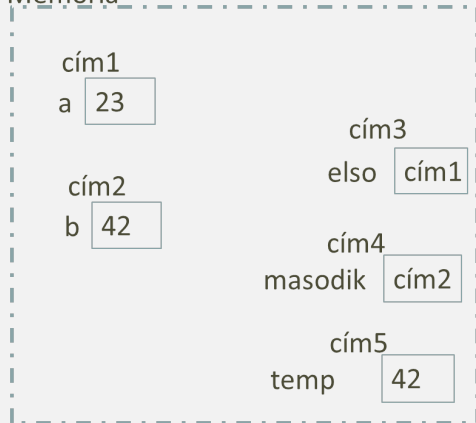 Memória
cím1
a 23
cím2
b 42
cím3
elso cím1
cím4
masodik cím2
cím5
temp 42